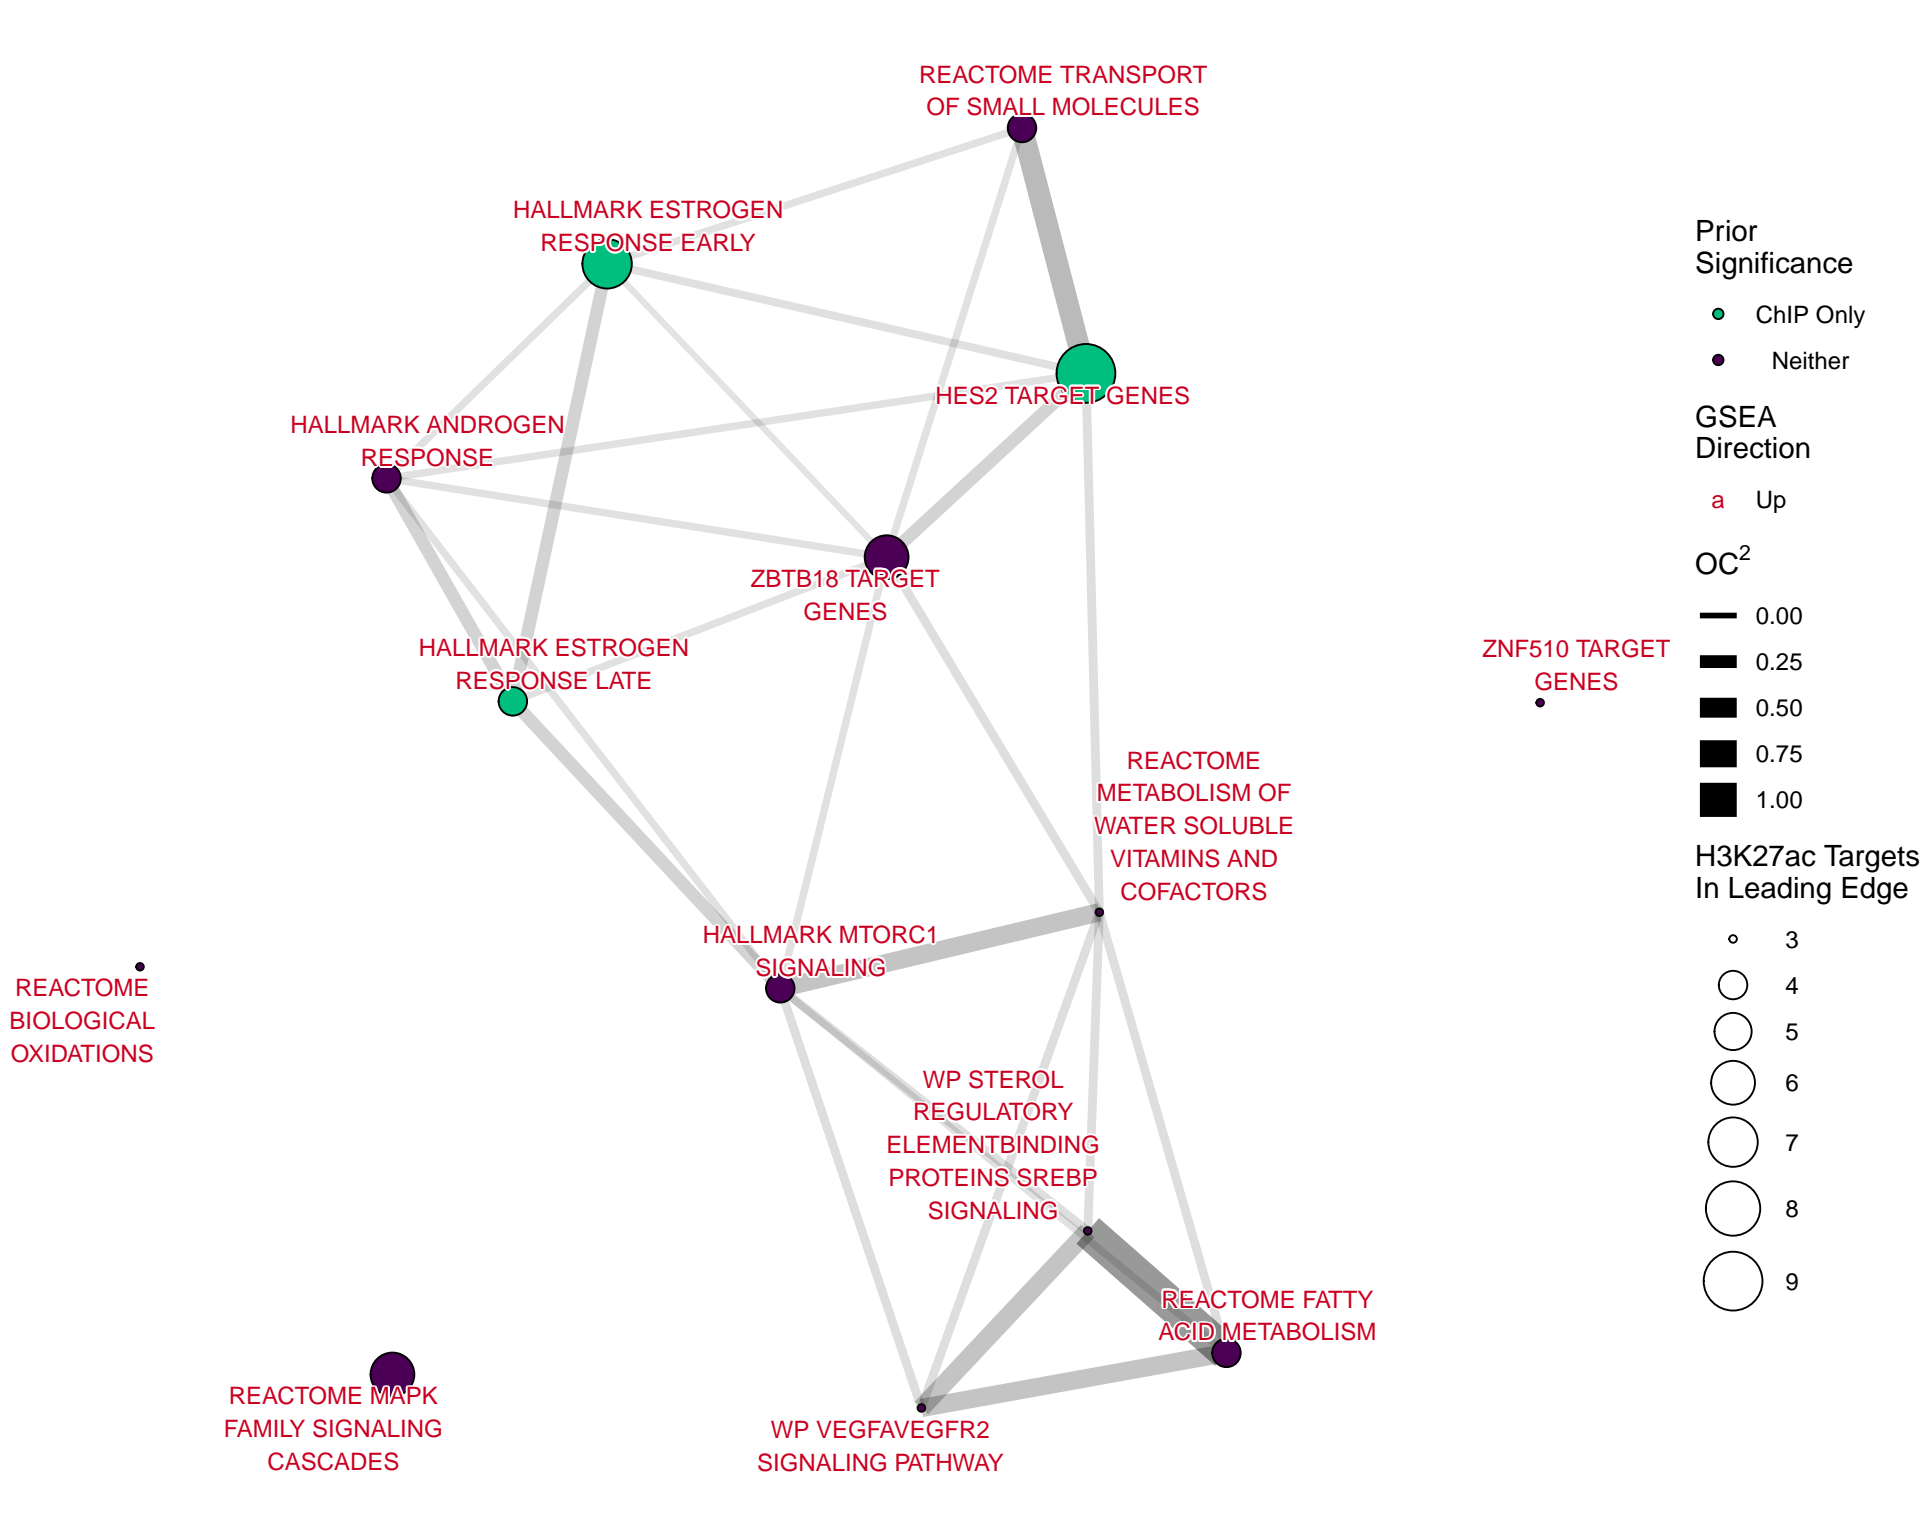 REACTOME TRANSPORT
OF SMALL MOLECULES
HALLMARK ESTROGEN
RESPONSE EARLY
HES2 TARGET GENES
HALLMARK ANDROGEN
RESPONSE
ZBTB18 TARGET
GENES
HALLMARK ESTROGEN
RESPONSE LATE
ZNF510 TARGET
GENES
REACTOME
METABOLISM OF
WATER SOLUBLE
VITAMINS AND
COFACTORS
HALLMARK MTORC1
SIGNALING
REACTOME
BIOLOGICAL
OXIDATIONS
WP STEROL
REGULATORY
ELEMENTBINDING
PROTEINS SREBP
SIGNALING
REACTOME FATTY
ACID METABOLISM
REACTOME MAPK
FAMILY SIGNALING
CASCADES
WP VEGFAVEGFR2
SIGNALING PATHWAY
Prior
Significance
ChIP Only
Neither
GSEA
Direction
a Up
OC²
0.00
0.25
0.50
0.75
1.00
H3K27ac Targets
In Leading Edge
3
4
5
6
7
8
9